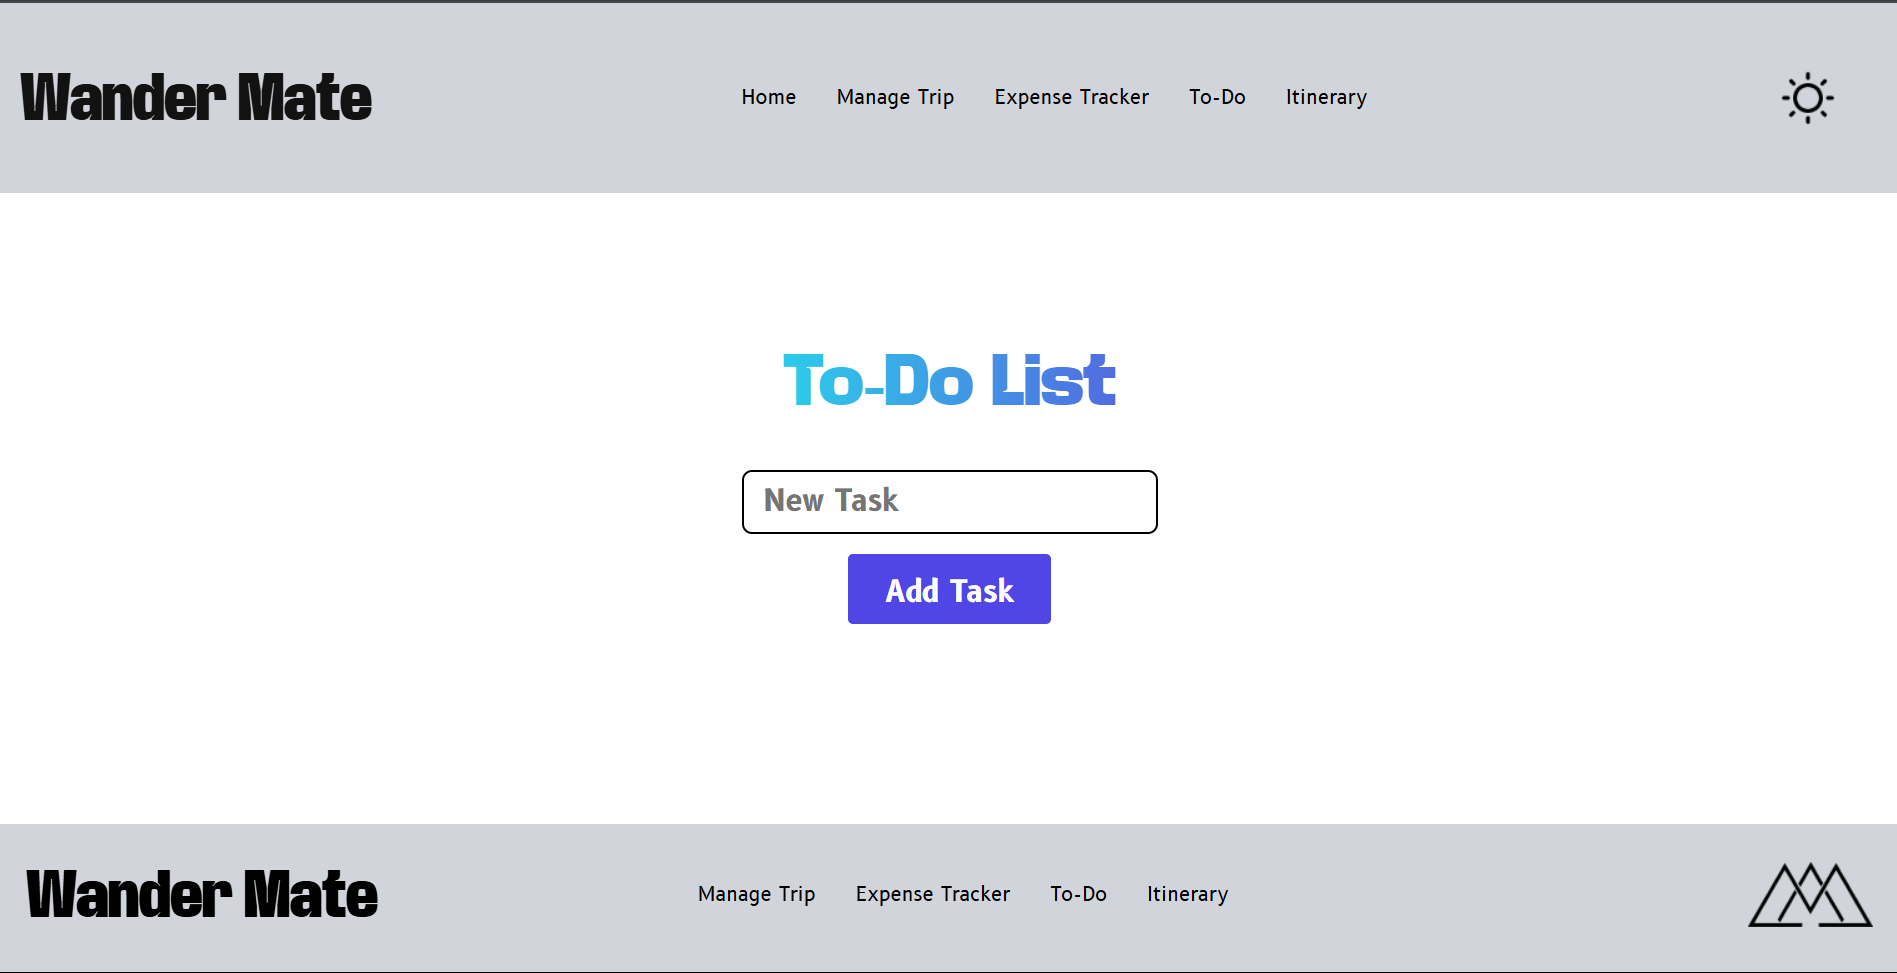 Wander Mate
Home Manage Trip Expense Tracker To-Do Itinerary
To-Do List
New Task
Add Task
Wander Mate
Manage Trip Expense Tracker To-Do Itinerary